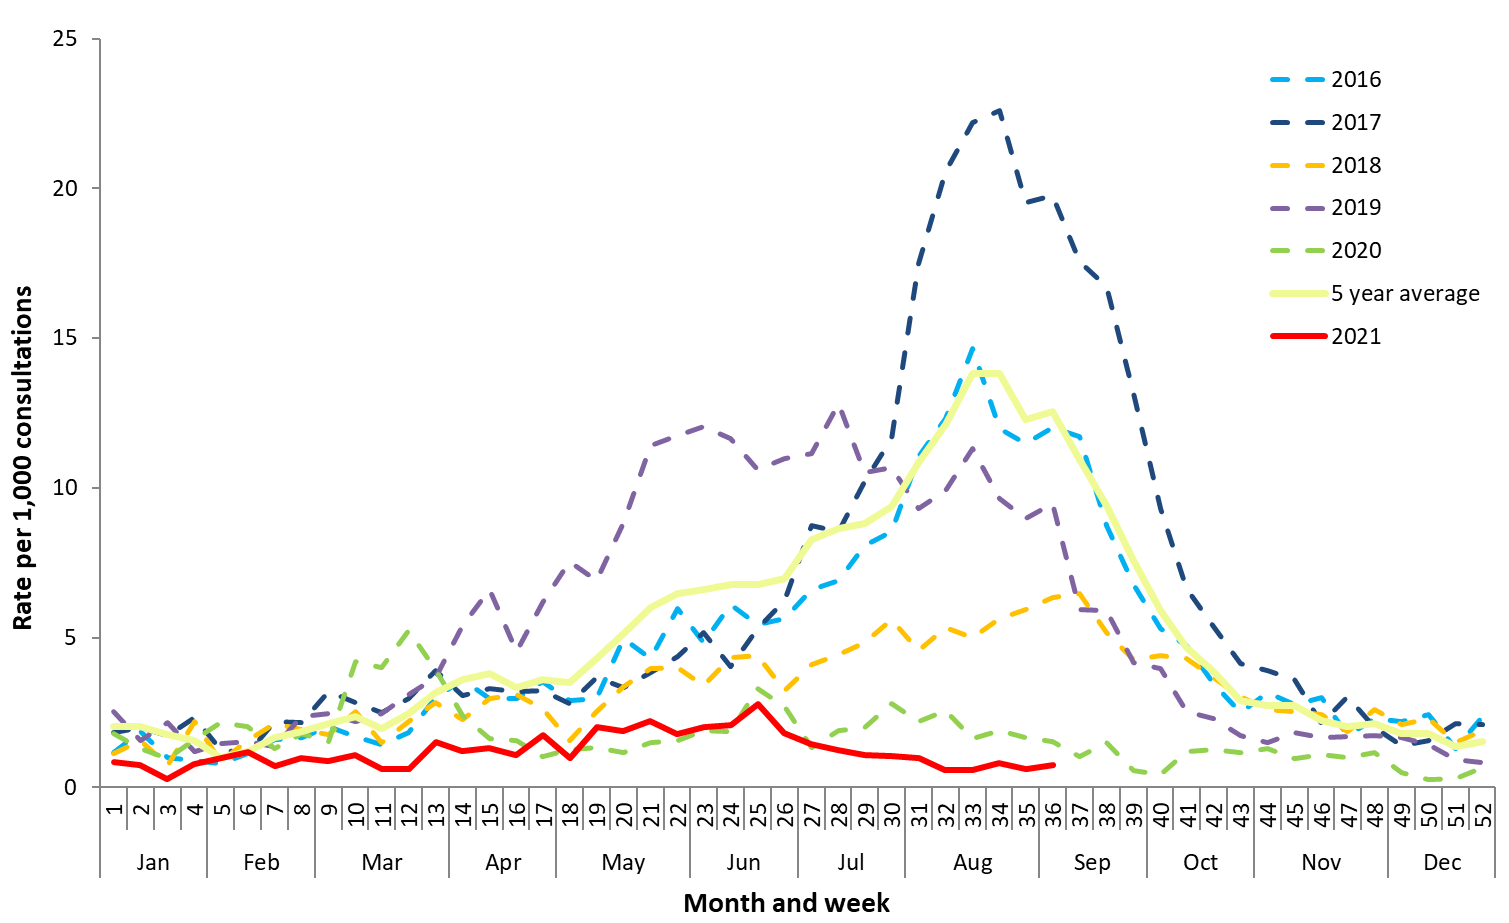 25
20
15
10
5
0
Rate per 1,000 consultations
2016
2017
2018
2019
2020
5 year average
2021
1 2 3 4 5 6 7 8 9 10 11 12 13 14 15 16 17 18 19 20 21 22 23 24 25 26 27 28 29 30 31 32 33 34 35 36 37 38 39 40 41 42 43 44 45 46 47 48 49 50 51 52
Jan Feb Mar Apr May Jun Jul Aug Sep Oct Nov Dec
Month and week